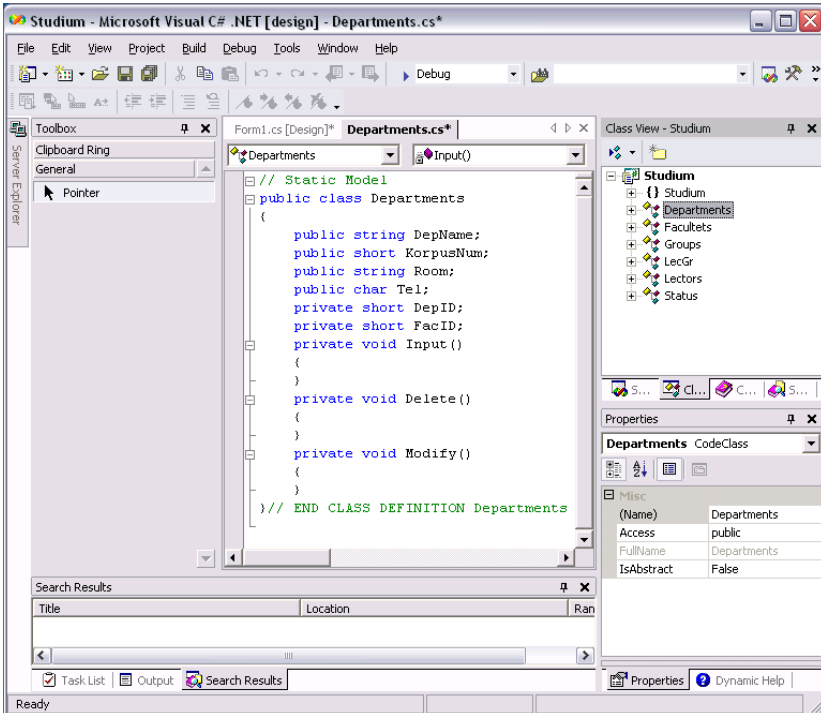 Studium - Microsoft Visual C# .NET [design] - Departments.cs*
File Edit View Project Build Debug Tools Window Help
Debug
Server Explorer
Toolbox
Clipboard Ring
General
Pointer
Form1.cs [Design]* Departments.cs*
Departments Input()
// Static Model
public class Departments
{
public string DepName;
public short KorpusNum;
public string Room;
public char Tel;
private short DepID;
private short FacID;
private void Input()
{
}
private void Delete()
{
}
private void Modify()
{
}
}// END CLASS DEFINITION Departments
Class View - Studium
Studium
{} Studium
Departments
Facultets
Groups
LecGr
Lectors
Status
S... Cl... C... S...
Properties
Departments CodeClass
Misc
(Name) Departments
Access public
FullName Departments
IsAbstract False
Search Results
Title Location Ran
Task List Output Search Results
Properties Dynamic Help
Ready